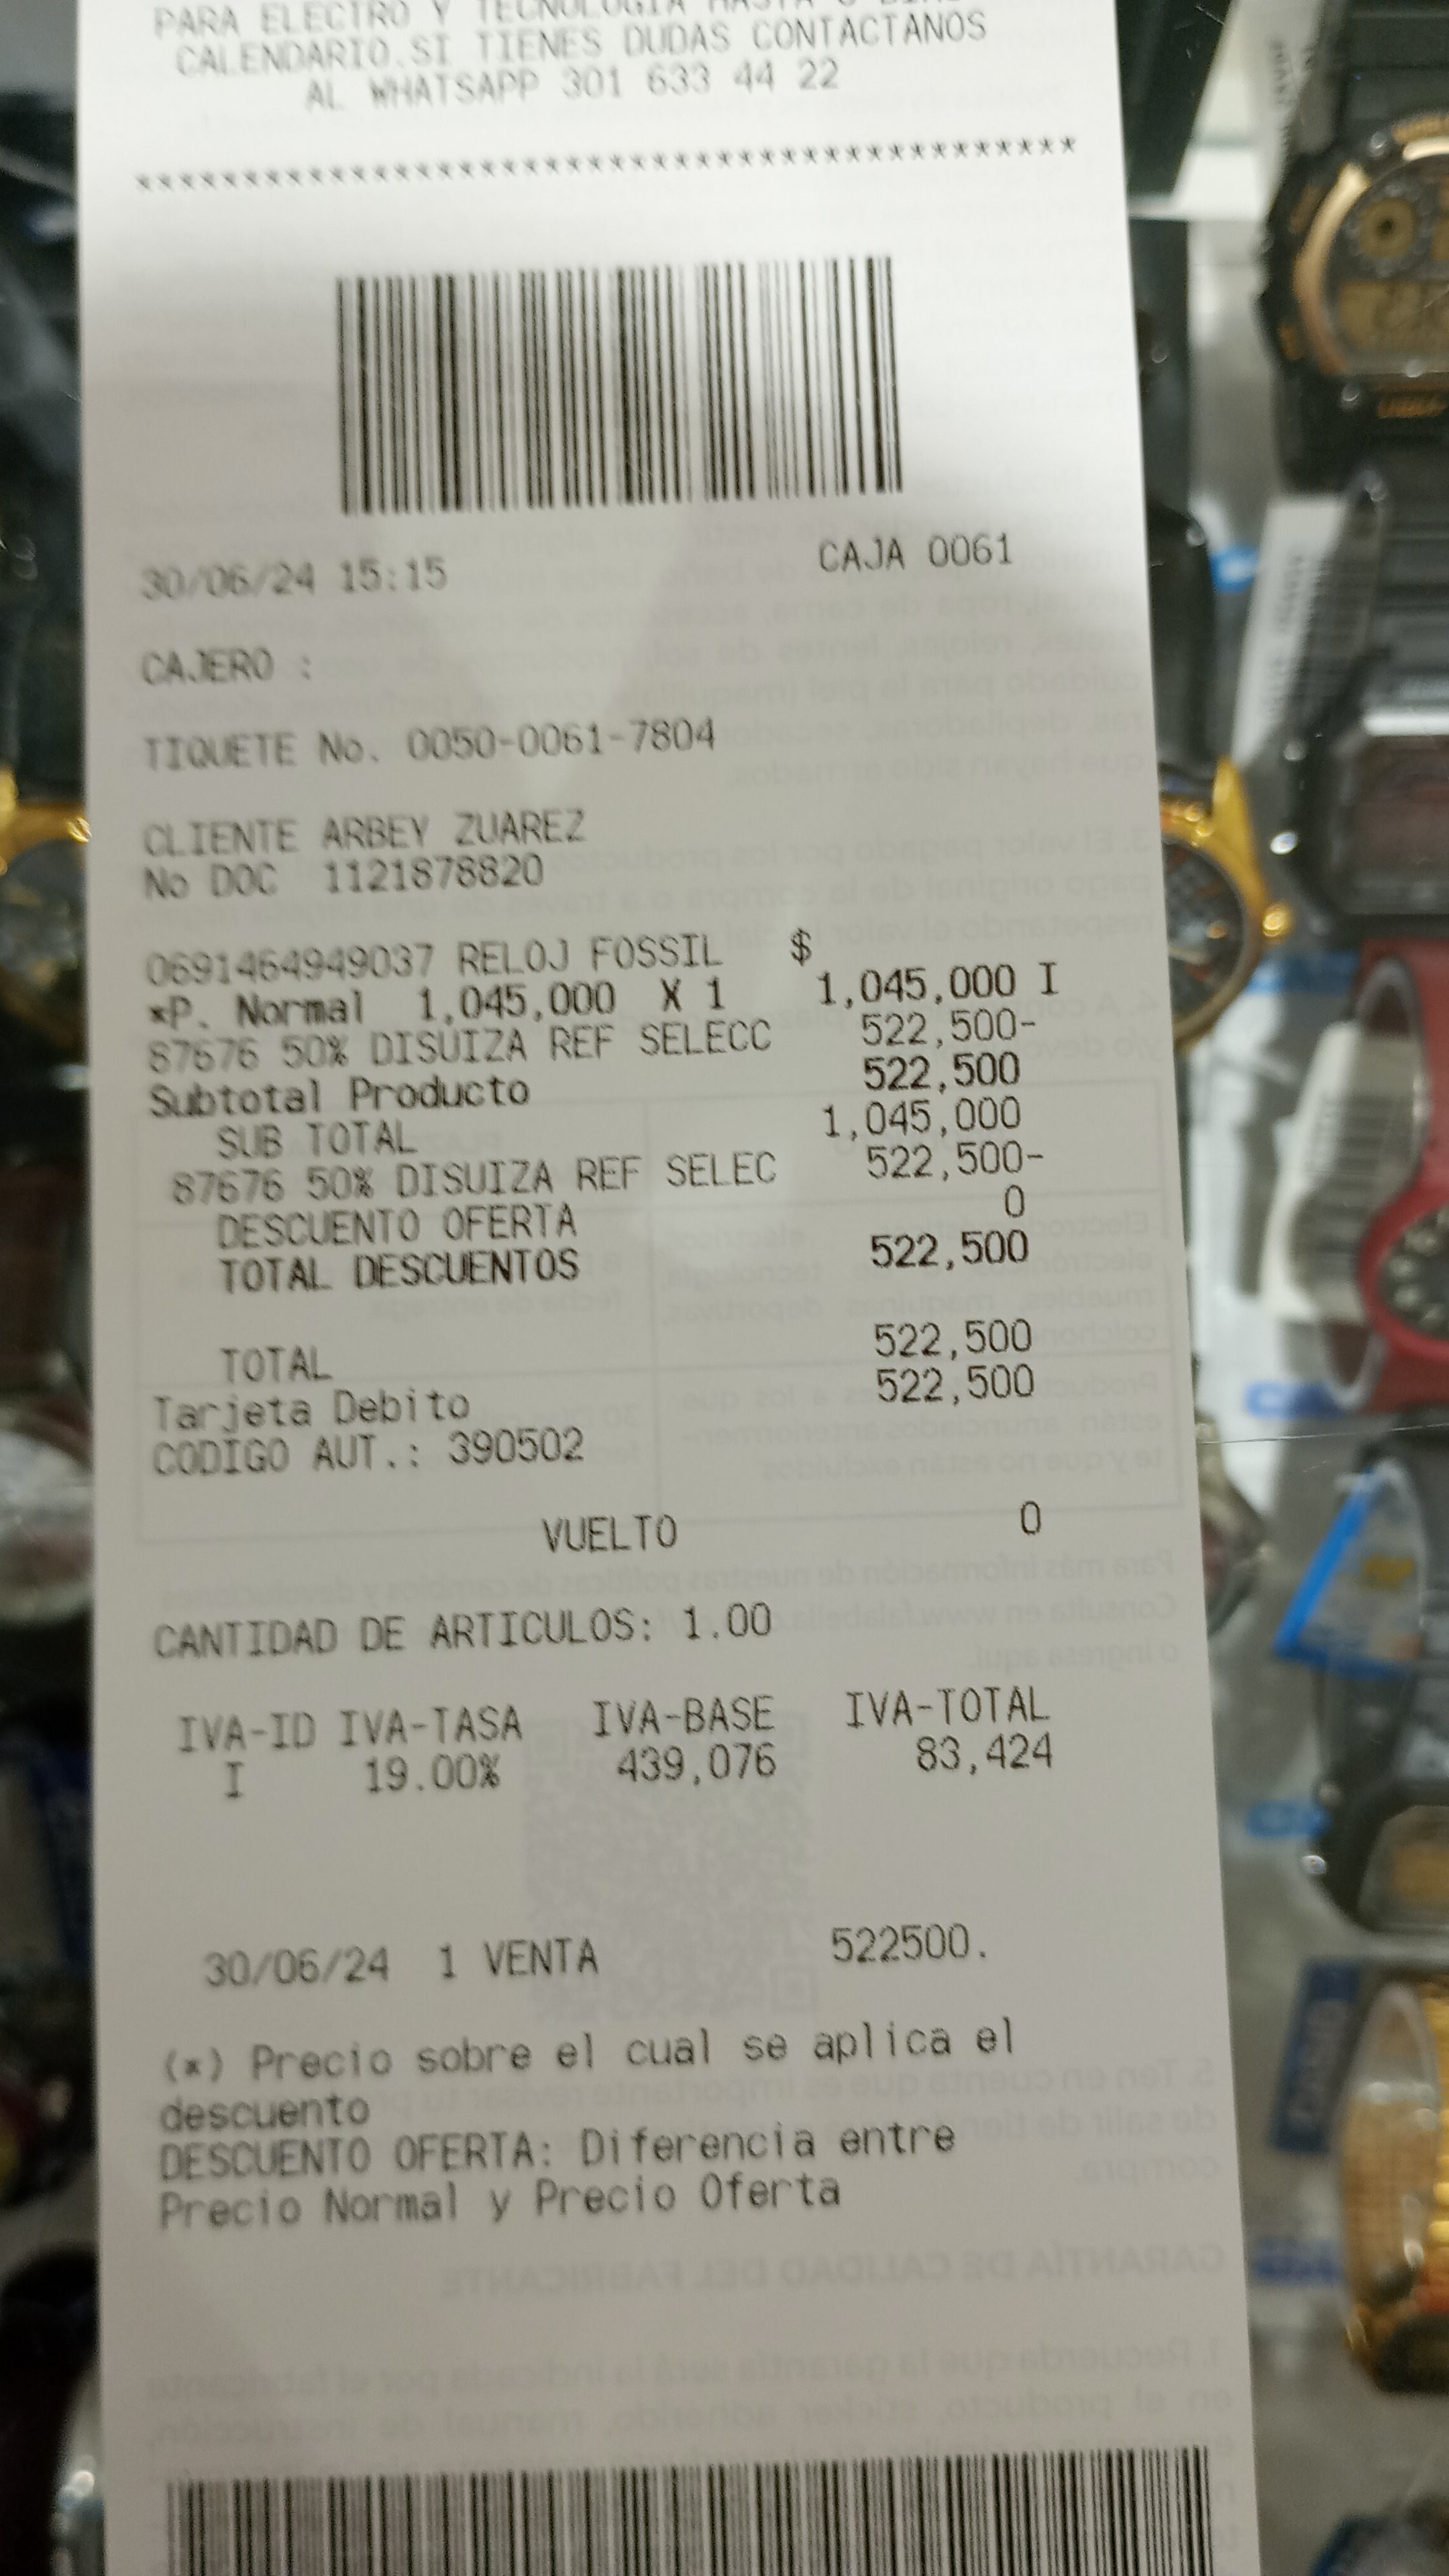 PARA ELECTRO Y TECNOLOGIA HASTA
CALENDARIO.SI TIENES DUDAS CONTACTANOS
AL WHATSAPP 301 633 44 22
********************************************
30/06/24 15:15 CAJA 0061
CAJERO :
TIQUETE No. 0050-0061-7804
CLIENTE ARBEY ZUAREZ
No DOC 1121878820
0691464949037 RELOJ FOSSIL $
*P. Normal 1,045,000 X 1 1,045,000 I
87676 50% DISUIZA REF SELECC 522,500-
Subtotal Producto 522,500
SUB TOTAL 1,045,000
87676 50% DISUIZA REF SELEC 522,500-
DESCUENTO OFERTA 0
TOTAL DESCUENTOS 522,500
TOTAL 522,500
Tarjeta Debito 522,500
CODIGO AUT.: 390502
VUELTO 0
CANTIDAD DE ARTICULOS: 1.00
IVA-ID IVA-TASA IVA-BASE IVA-TOTAL
I 19.00% 439,076 83,424
30/06/24 1 VENTA 522500.
(*) Precio sobre el cual se aplica el
descuento
DESCUENTO OFERTA: Diferencia entre
Precio Normal y Precio Oferta